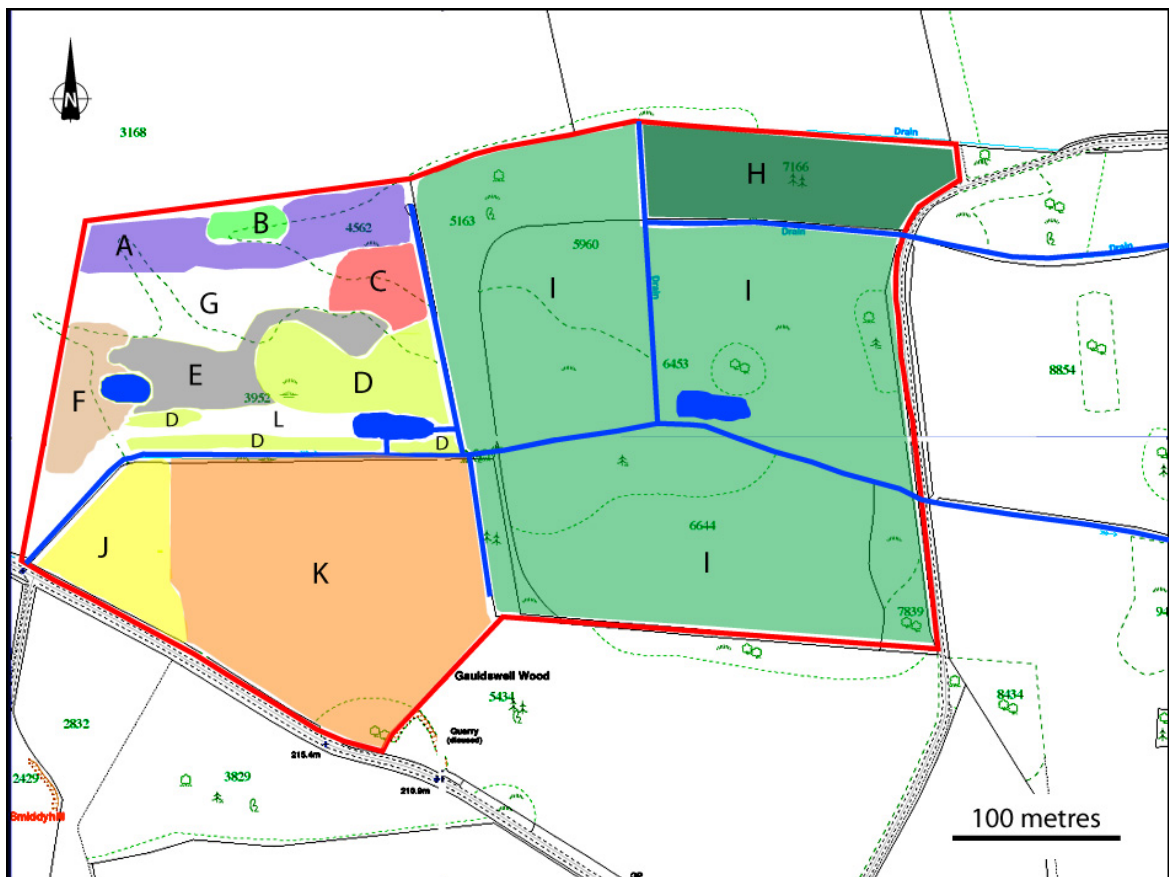 N
3168
Drain
7166
H
B
A
4562
5163
5960
Drain
Drain
C
G
I
I
Drain
F
E
D
3952
6453
8854
D
L
D
D
6644
J
K
I
7839
94
Gauldswell Wood
5434
8434
2832
Quarry
(disused)
215.4m
2429
3829
210.9m
Smiddyhill
100 metres